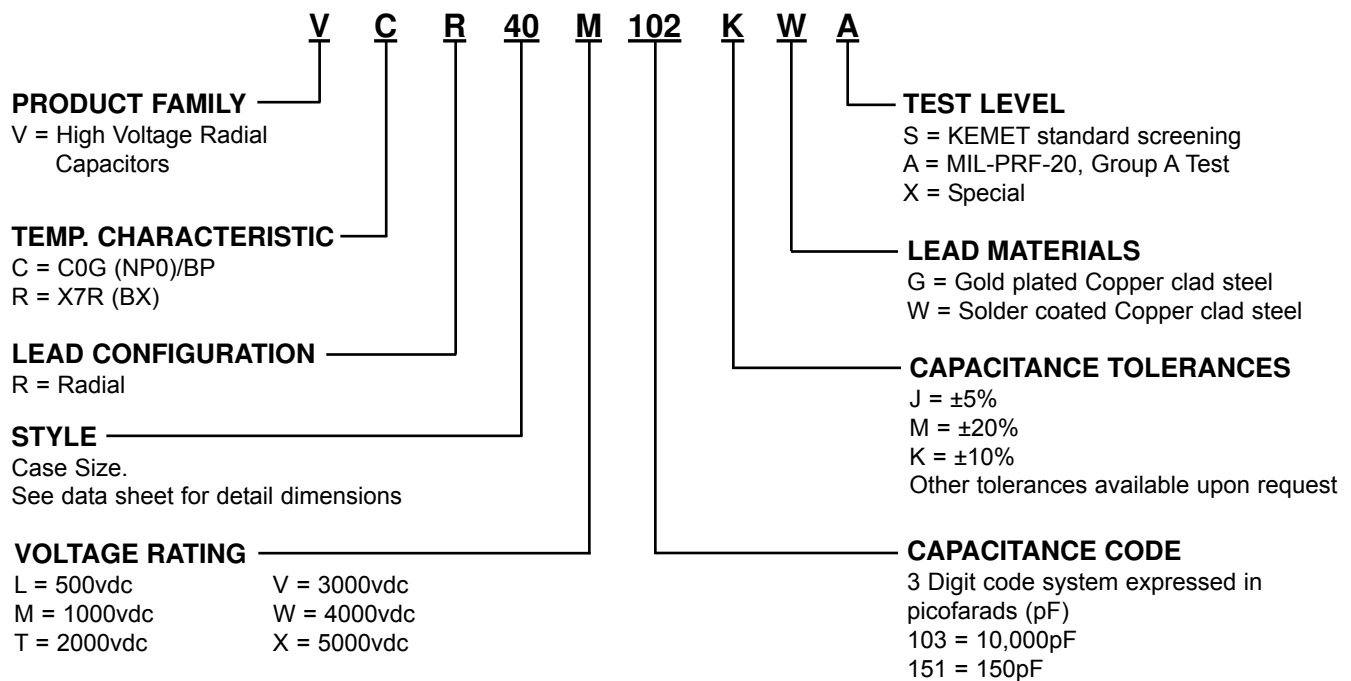 V C R 40 M 102 K W A
PRODUCT FAMILY
V = High Voltage Radial
Capacitors
TEMP. CHARACTERISTIC
C = C0G (NP0)/BP
R = X7R (BX)
LEAD CONFIGURATION
R = Radial
STYLE
Case Size.
See data sheet for detail dimensions
VOLTAGE RATING
L = 500vdc V = 3000vdc
M = 1000vdc W = 4000vdc
T = 2000vdc X = 5000vdc
TEST LEVEL
S = KEMET standard screening
A = MIL-PRF-20, Group A Test
X = Special
LEAD MATERIALS
G = Gold plated Copper clad steel
W = Solder coated Copper clad steel
CAPACITANCE TOLERANCES
J = ±5%
M = ±20%
K = ±10%
Other tolerances available upon request
CAPACITANCE CODE
3 Digit code system expressed in
picofarads (pF)
103 = 10,000pF
151 = 150pF